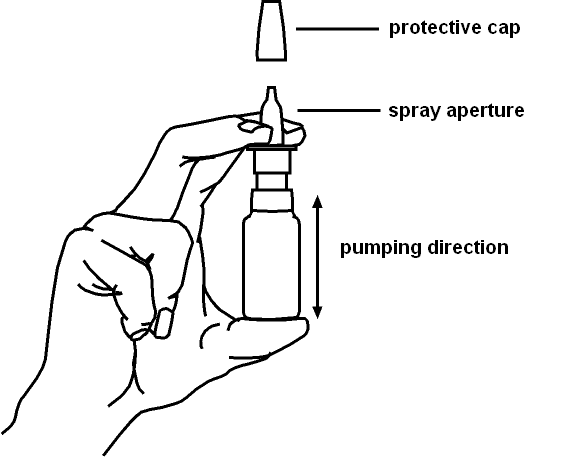 protective cap
spray aperture
pumping direction